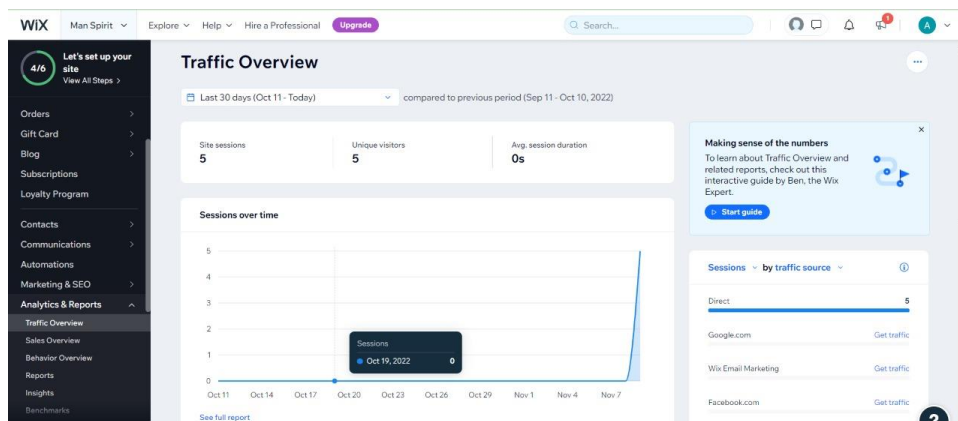 WiX Man Spirit Explore Help Hire a Professional Upgrade Search... 1 A
4/6
Let's set up your
site
View All Steps >
Orders
Gift Card
Blog
Subscriptions
Loyalty Program
Contacts
Communications
Automations
Marketing & SEO
Analytics & Reports
Traffic Overview
Sales Overview
Behavior Overview
Reports
Insights
Benchmarks
Traffic Overview
Last 30 days (Oct 11 - Today) compared to previous period (Sep 11 - Oct 10, 2022)
Site sessions Unique visitors Avg. session duration
5 5 0s
Sessions over time
5
4
3
2
1
0
Sessions
Oct 19, 2022 0
Oct 11 Oct 14 Oct 17 Oct 20 Oct 23 Oct 26 Oct 29 Nov 1 Nov 4 Nov 7
See full report
Making sense of the numbers
To learn about Traffic Overview and
related reports, check out this
interactive guide by Ben, the Wix
Expert.
Start guide
Sessions by traffic source
Direct 5
Google.com Get traffic
Wix Email Marketing Get traffic
Facebook.com Get traffic
?